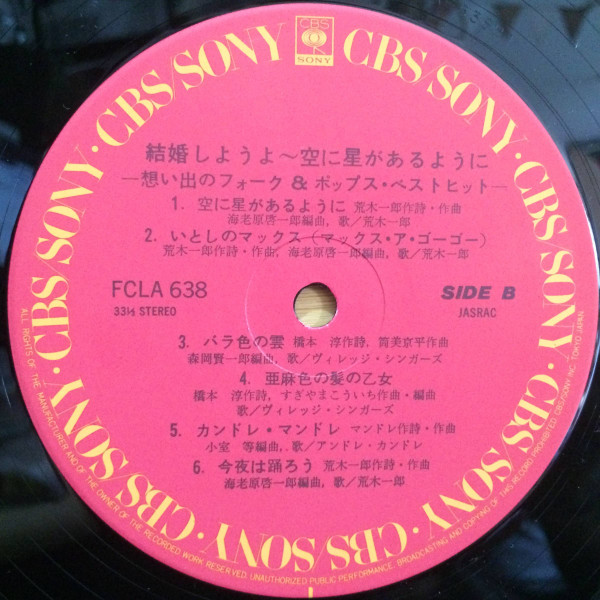 CBS
SONY
CBS/SONY・CBS/SONY・CBS/SONY・CBS/SONY・CBS/SONY・CBS/SONY・CBS/SONY
結婚しようよ〜空に星があるように
—想い出のフォーク & ポップス・ベストヒット—
1. 空に星があるように 荒木一郎作詩・作曲
海老原啓一郎編曲,歌／荒木一郎
2. いとしのマックス(マックス・ア・ゴーゴー)
荒木一郎作詩・作曲, 海老原啓一郎編曲,歌／荒木一郎
FCLA 638
33⅓ STEREO
SIDE B
JASRAC
3. バラ色の雲 橋本 淳作詩, 筒美京平作曲
森岡賢一郎編曲,歌／ヴィレッジ・シンガーズ
4. 亜麻色の髪の乙女
橋本 淳作詩,すぎやまこういち作曲・編曲
歌／ヴィレッジ・シンガーズ
5. カンドレ・マンドレ マンドレ作詩・作曲
小室 等編曲,.歌／アンドレ・カンドレ
6. 今夜は踊ろう 荒木一郎作詩・作曲
海老原啓一郎編曲,歌／荒木一郎
ALL RIGHTS OF THE MANUFACTURER AND OF THE OWNER OF THE RECORDED WORK RESERVED. UNAUTHORIZED PUBLIC PERFORMANCE, BROADCASTING AND COPYING OF THIS RECORD PROHIBITED CBS/SONY INC. TOKYO JAPAN.